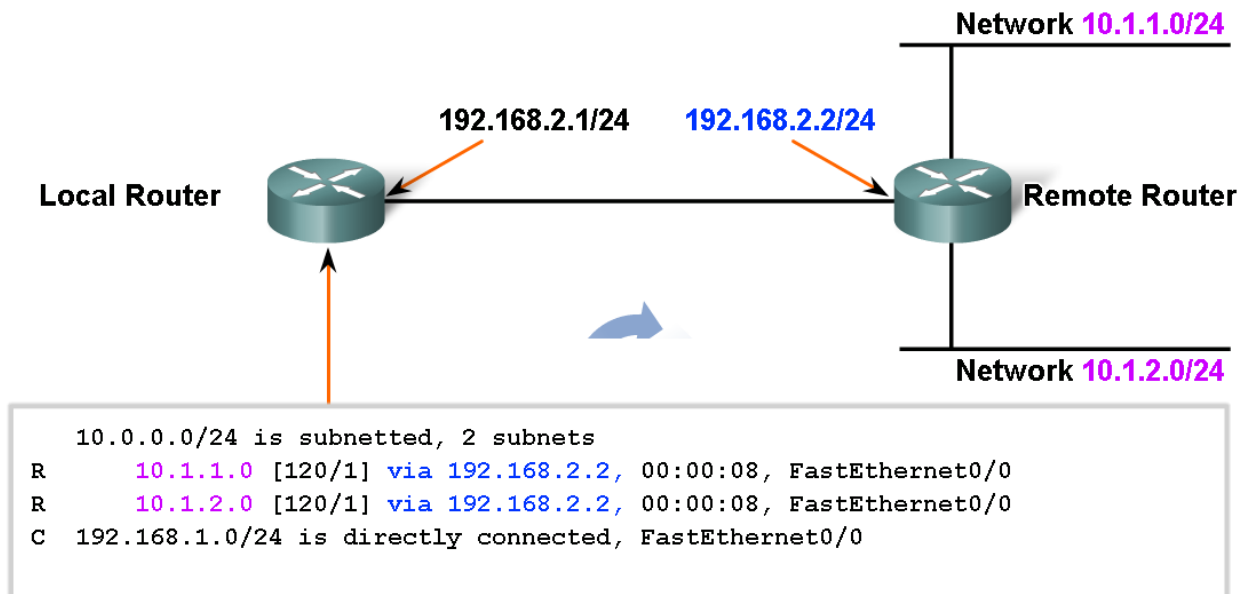 Network 10.1.1.0/24
192.168.2.1/24 192.168.2.2/24
Local Router
Remote Router
Network 10.1.2.0/24
10.0.0.0/24 is subnetted, 2 subnets
R 10.1.1.0 [120/1] via 192.168.2.2, 00:00:08, FastEthernet0/0
R 10.1.2.0 [120/1] via 192.168.2.2, 00:00:08, FastEthernet0/0
C 192.168.1.0/24 is directly connected, FastEthernet0/0